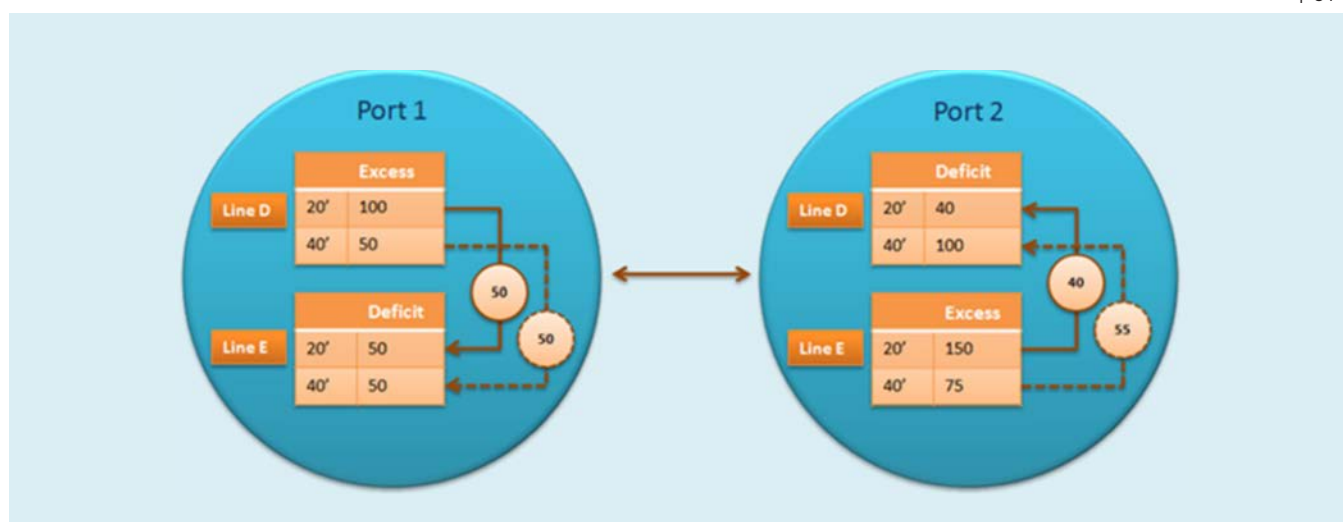 Port 1
Excess
Line D 20' 100
40' 50
50
50
Deficit
Line E 20' 50
40' 50
Port 2
Deficit
Line D 20' 40
40' 100
40
55
Excess
Line E 20' 150
40' 75